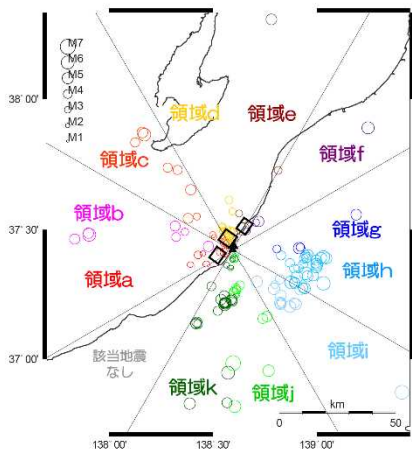 M7
M6
M5
M4
M3
M2
M1
38° 00'
37° 30'
37° 00'
138° 00'
138° 30'
139° 00'
領域d
領域e
領域c
領域f
領域b
領域g
領域h
領域a
領域i
該当地震
なし
領域k
領域j
km
0
50